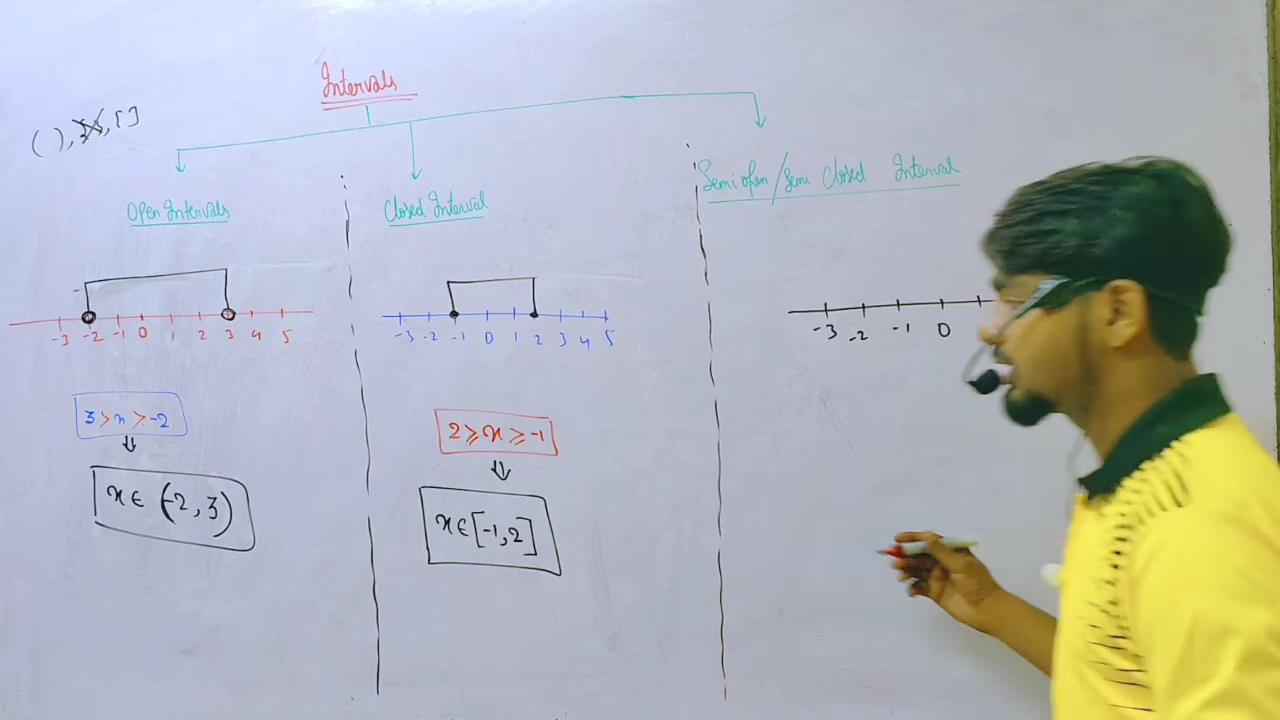 Intervals
( ), { }, [ ]
Open Intervals
Closed Interval
Semi open/Semi Closed Interval
-3 -2 -1 0 1 2 3 4 5
-3 -2 -1 0 1 2 3 4 5
-3 -2 -1 0
3 > x > -2
⇓
x ∈ (-2, 3)
2 ⩾ x ⩾ -1
⇓
x ∈ [-1, 2]